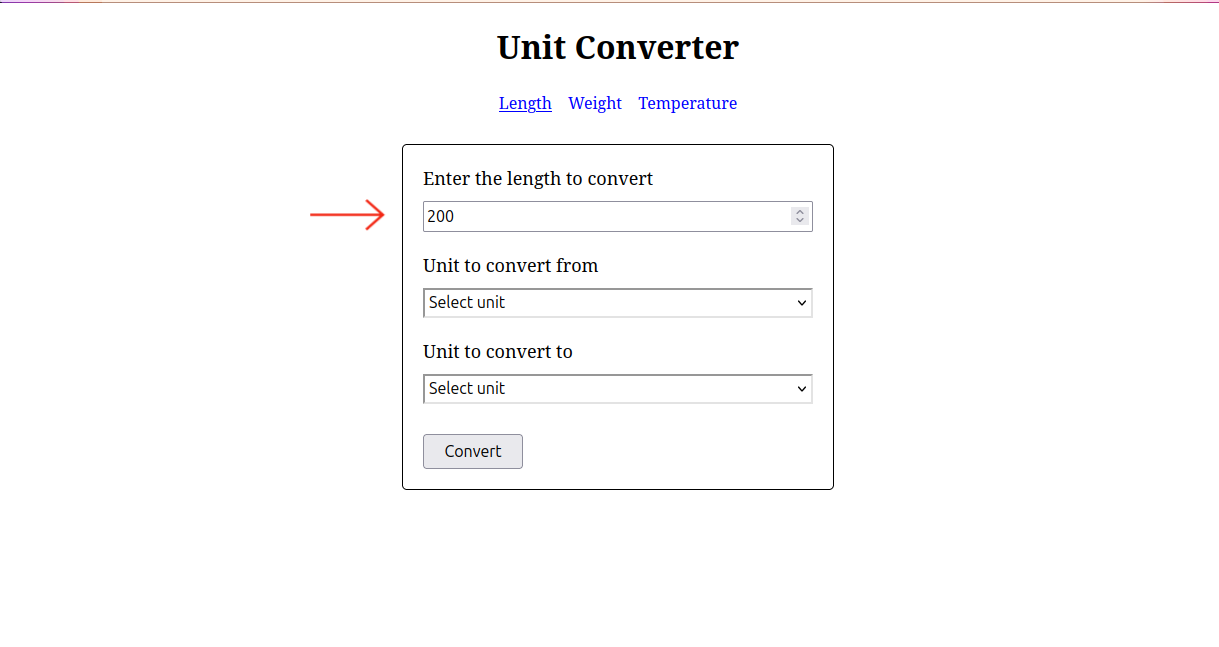 Unit Converter
Length Weight Temperature
Enter the length to convert
200
Unit to convert from
Select unit
Unit to convert to
Select unit
Convert